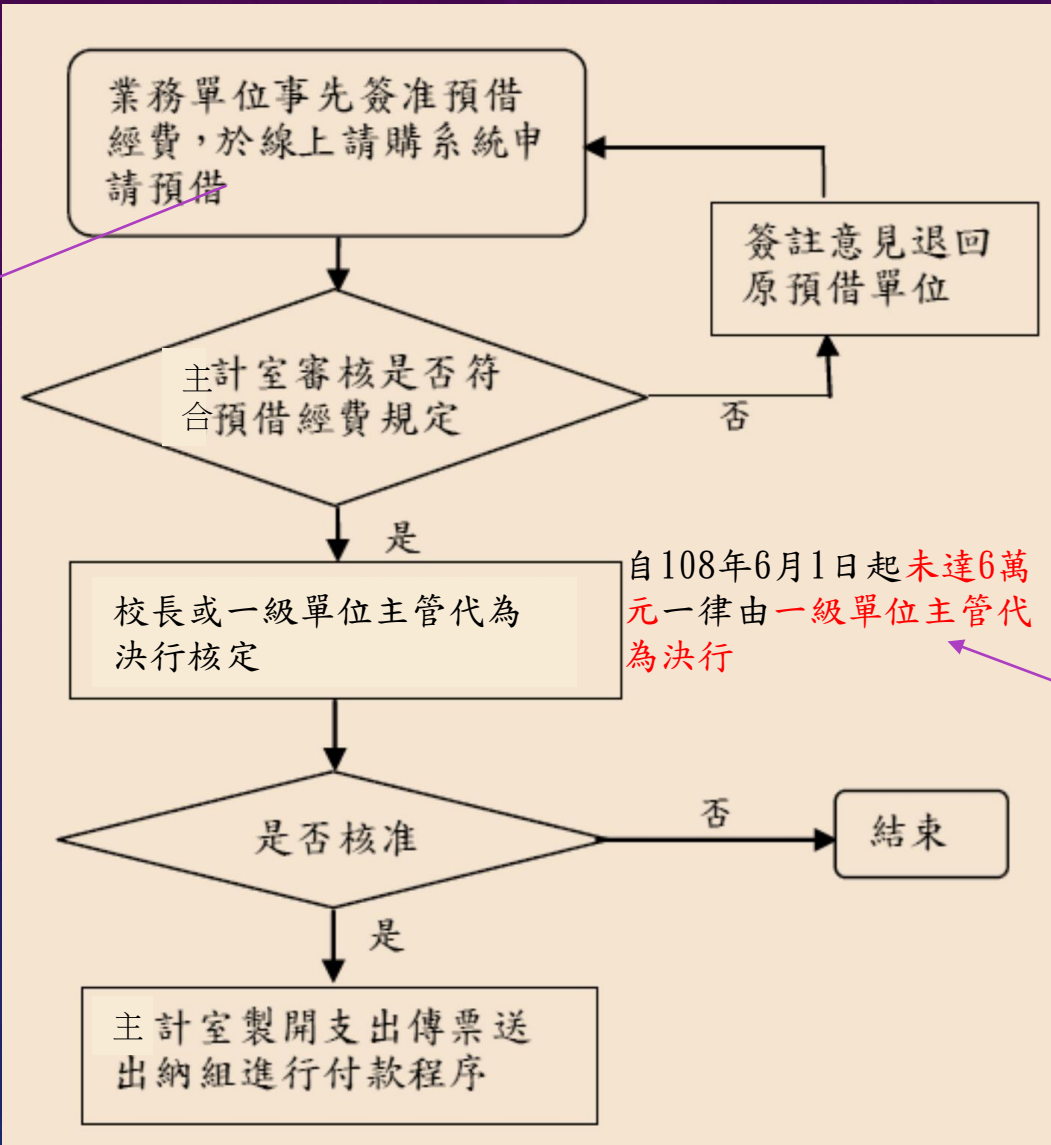 業務單位事先簽准預借
經費，於線上請購系統申
請預借
簽註意見退回
原預借單位
主計室審核是否符
合預借經費規定
否
是
校長或一級單位主管代為
決行核定
自108年6月1日起未達6萬
元一律由一級單位主管代
為決行
是否核准
否
結束
是
主計室製開支出傳票送
出納組進行付款程序